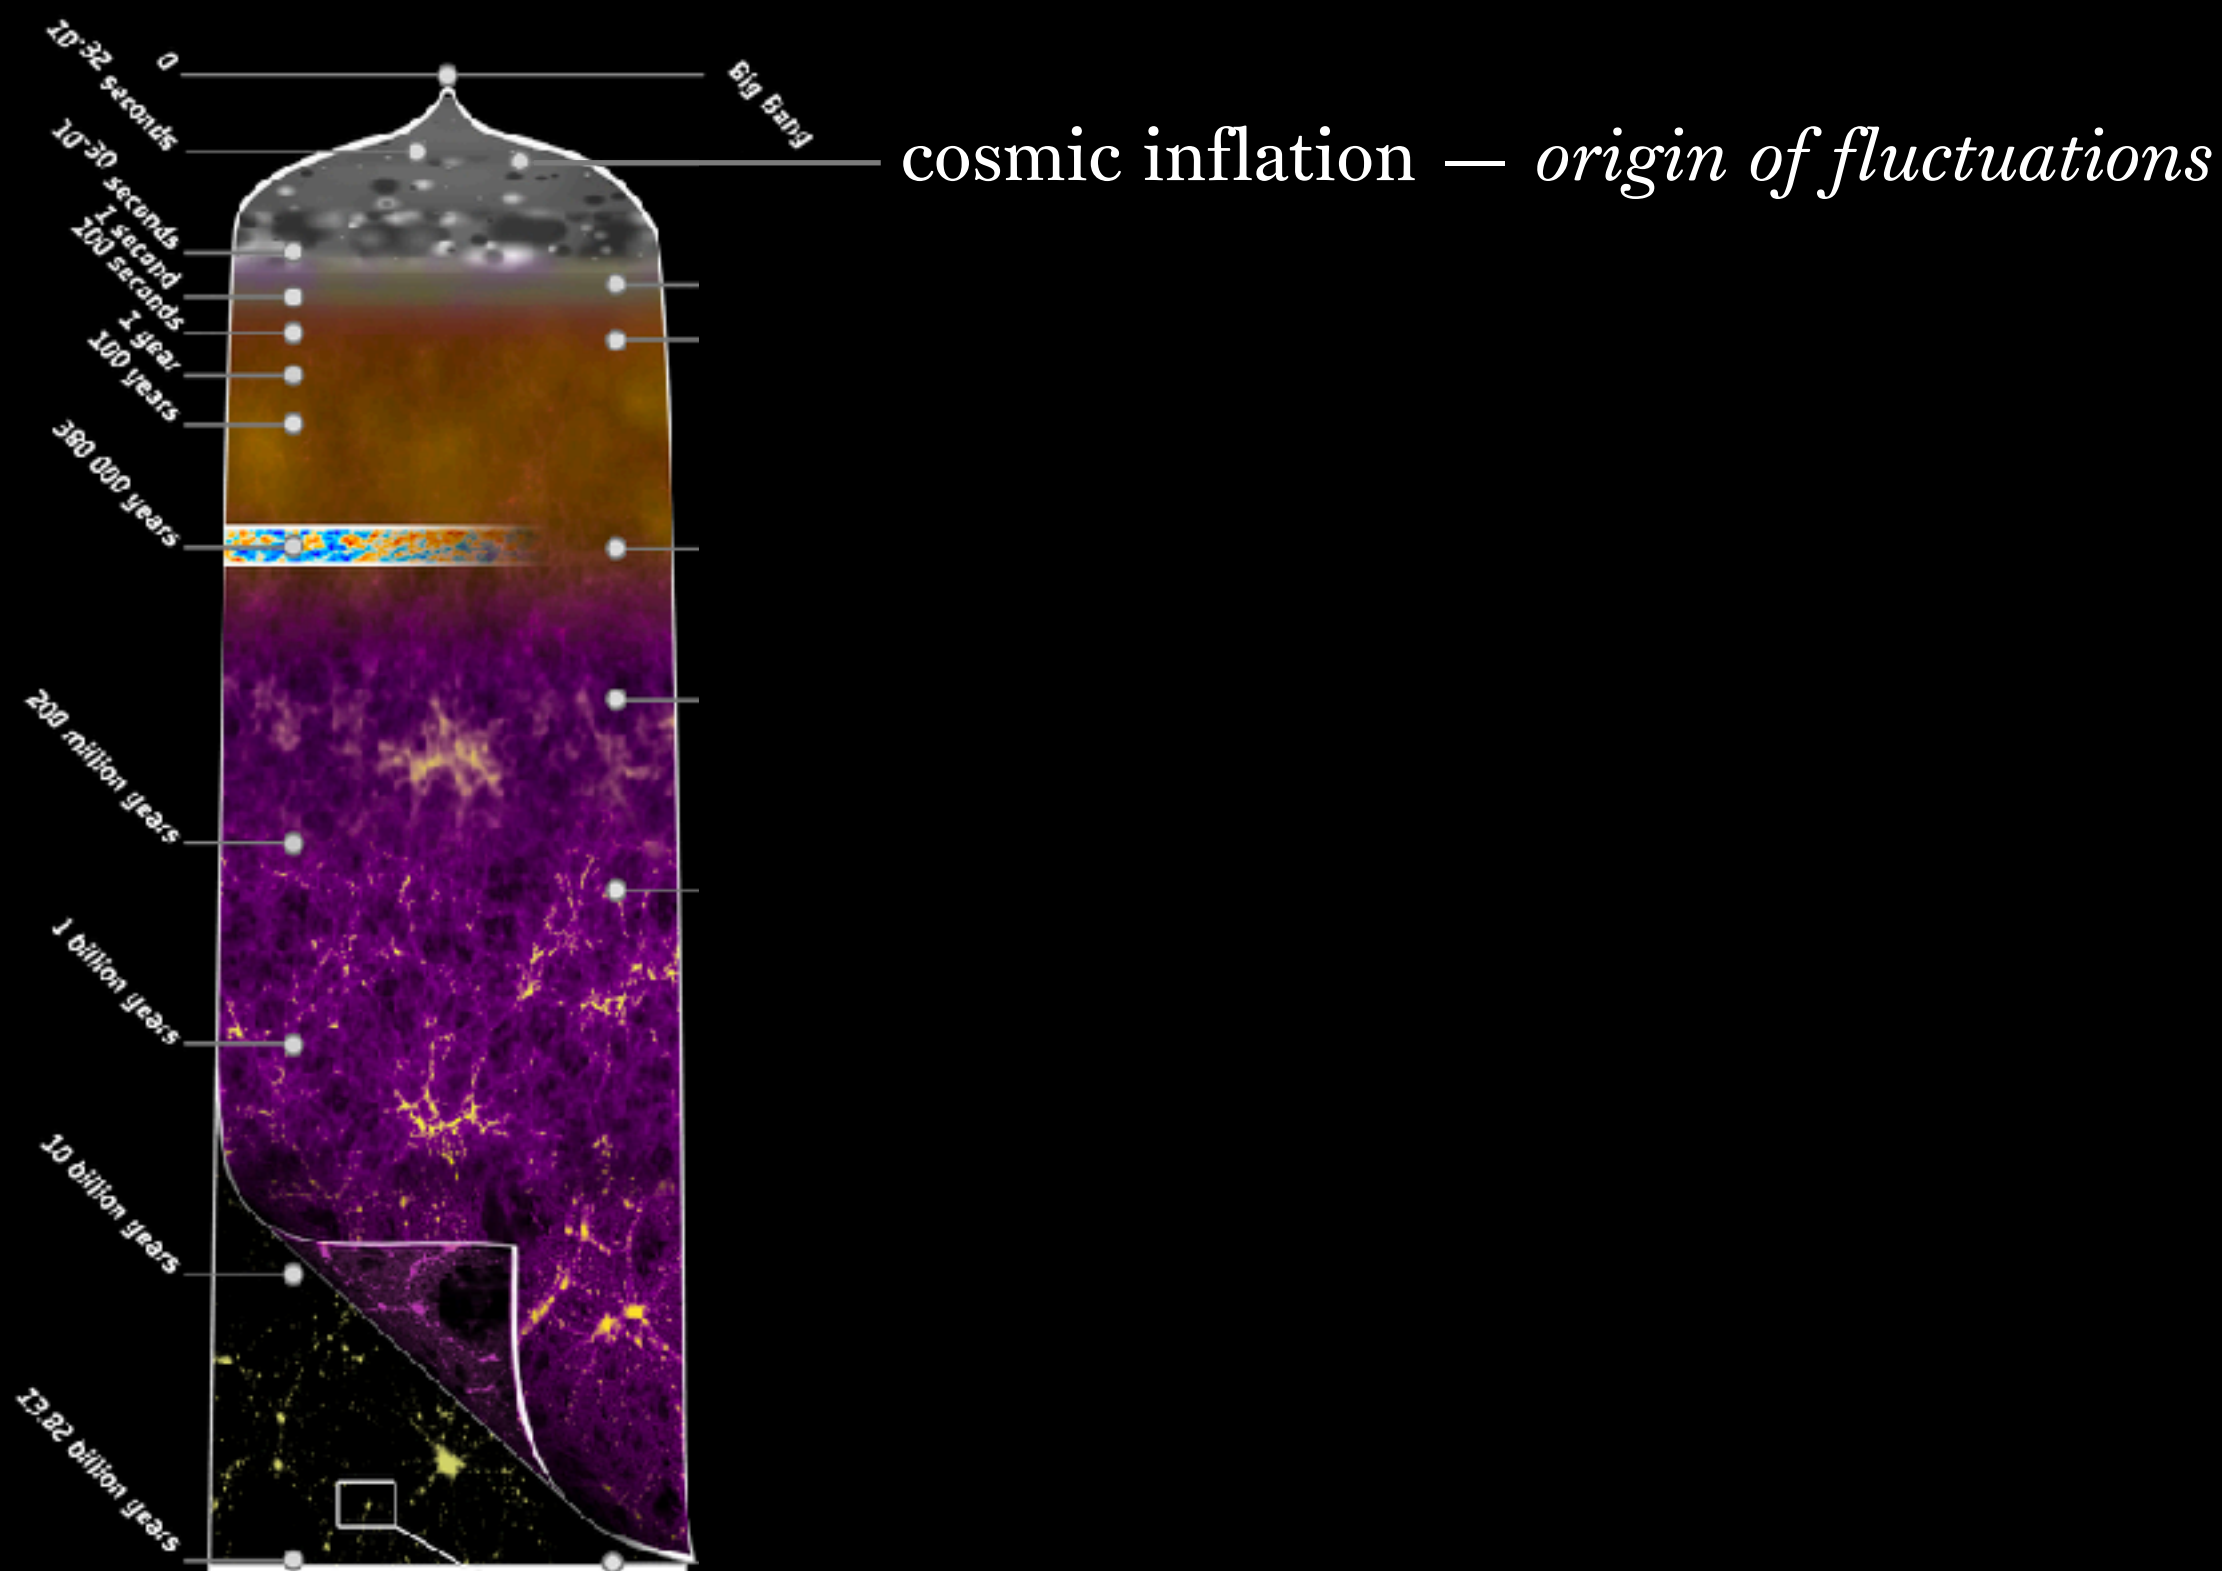 0
Big Bang
10-32 seconds
cosmic inflation — origin of fluctuations
10-30 seconds
1 second
100 seconds
1 year
100 years
380 000 years
200 million years
1 billion years
10 billion years
13.82 billion years